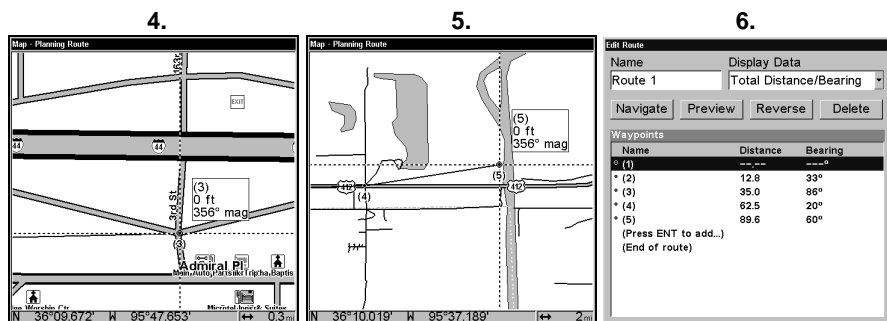 4.
5.
6.
Map - Planning Route
163r
EXIT
44
44
3rd St
(3)
0 ft
356° mag
(3)
Admiral Pl
N 36°09.672' W 95°47.653' ↔ 0.3 mi
Map - Planning Route
(5)
0 ft
356° mag
(5)
412
412
(4)
N 36°10.019' W 95°37.189' ↔ 2 mi
Edit Route
Name Display Data
Route 1 Total Distance/Bearing
Navigate Preview Reverse Delete
Waypoints
Name Distance Bearing
(1) --.-- ---°
(2) 12.8 33°
(3) 35.0 86°
(4) 62.5 20°
(5) 89.6 60°
(Press ENT to add...)
(End of route)